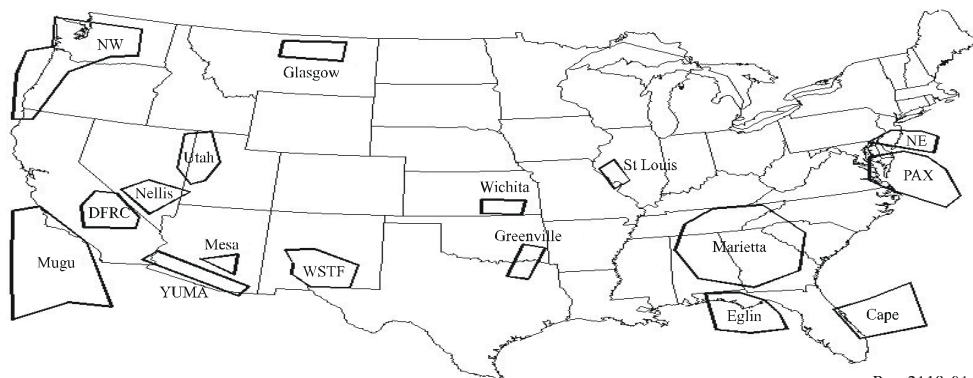 NW
Glasgow
NE
Utah
St Louis
PAX
Nellis
Wichita
DFRC
Greenville
Mesa
Marietta
Mugu
WSTF
YUMA
Eglin
Cape